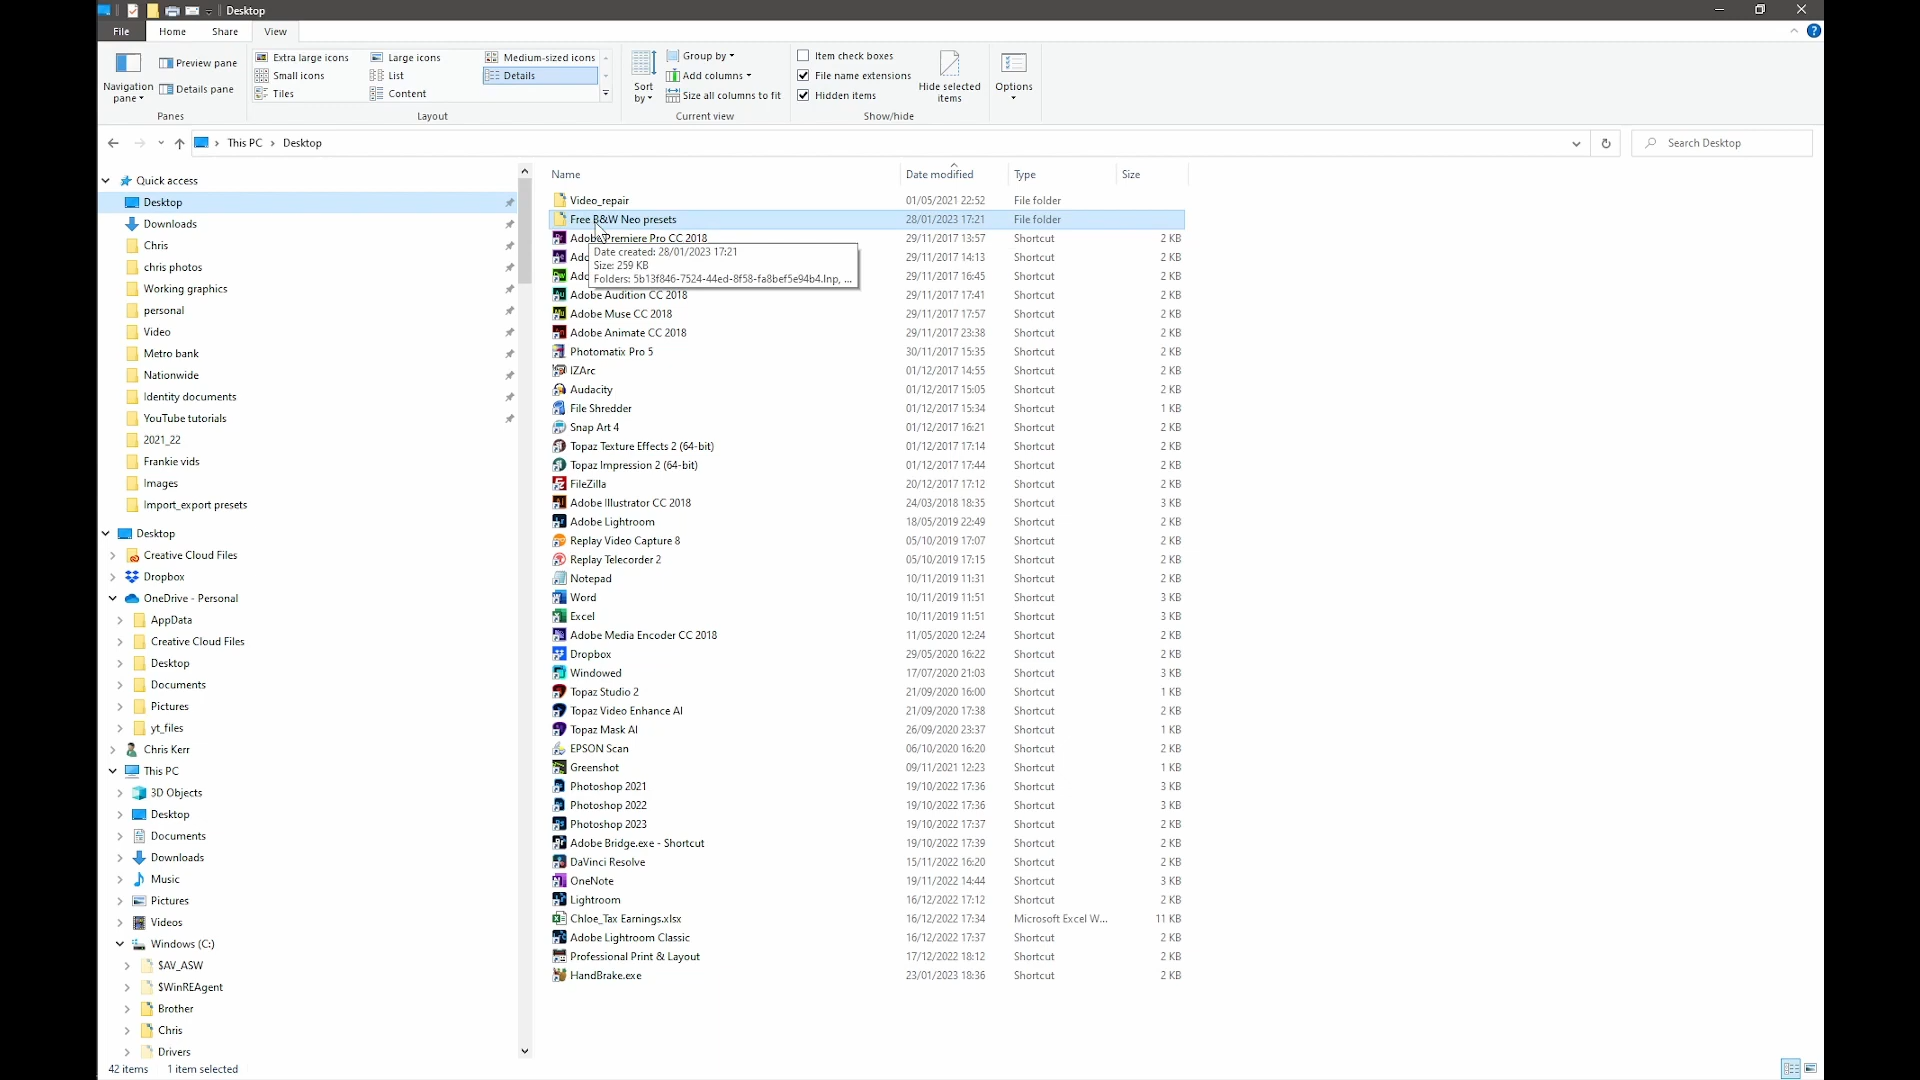 Desktop
File Home Share View
Navigation pane
Preview pane
Details pane
Panes
Extra large icons Large icons Medium-sized icons
Small icons List Details
Tiles Content
Layout
Sort by
Group by
Add columns
Size all columns to fit
Current view
Item check boxes
File name extensions
Hidden items
Hide selected items
Show/hide
Options
This PC › Desktop
Search Desktop
Quick access
Desktop
Downloads
Chris
chris photos
Working graphics
personal
Video
Metro bank
Nationwide
Identity documents
YouTube tutorials
2021_22
Frankie vids
Images
Import_export presets
Desktop
Creative Cloud Files
Dropbox
OneDrive - Personal
AppData
Creative Cloud Files
Desktop
Documents
Pictures
yt_files
Chris Kerr
This PC
3D Objects
Desktop
Documents
Downloads
Music
Pictures
Videos
Windows (C:)
$AV_ASW
$WinREAgent
Brother
Chris
Drivers
Name Date modified Type Size
Video_repair 01/05/2021 22:52 File folder
Free B&W Neo presets 28/01/2023 17:21 File folder
Adobe Premiere Pro CC 2018 29/11/2017 13:57 Shortcut 2 KB
Date created: 28/01/2023 17:21
Size: 259 KB
Folders: 5b13f846-7524-44ed-8f58-fa8bef5e94b4.lnp, ...
29/11/2017 14:13 Shortcut 2 KB
29/11/2017 16:45 Shortcut 2 KB
Adobe Audition CC 2018 29/11/2017 17:41 Shortcut 2 KB
Adobe Muse CC 2018 29/11/2017 17:57 Shortcut 2 KB
Adobe Animate CC 2018 29/11/2017 23:38 Shortcut 2 KB
Photomatix Pro 5 30/11/2017 15:35 Shortcut 2 KB
IZArc 01/12/2017 14:55 Shortcut 2 KB
Audacity 01/12/2017 15:05 Shortcut 2 KB
File Shredder 01/12/2017 15:34 Shortcut 1 KB
Snap Art 4 01/12/2017 16:21 Shortcut 2 KB
Topaz Texture Effects 2 (64-bit) 01/12/2017 17:14 Shortcut 2 KB
Topaz Impression 2 (64-bit) 01/12/2017 17:44 Shortcut 2 KB
FileZilla 20/12/2017 17:12 Shortcut 2 KB
Adobe Illustrator CC 2018 24/03/2018 18:35 Shortcut 3 KB
Adobe Lightroom 18/05/2019 22:49 Shortcut 2 KB
Replay Video Capture 8 05/10/2019 17:07 Shortcut 2 KB
Replay Telecorder 2 05/10/2019 17:15 Shortcut 2 KB
Notepad 10/11/2019 11:31 Shortcut 2 KB
Word 10/11/2019 11:51 Shortcut 3 KB
Excel 10/11/2019 11:51 Shortcut 3 KB
Adobe Media Encoder CC 2018 11/05/2020 12:24 Shortcut 2 KB
Dropbox 29/05/2020 16:22 Shortcut 2 KB
Windowed 17/07/2020 21:03 Shortcut 3 KB
Topaz Studio 2 21/09/2020 16:00 Shortcut 1 KB
Topaz Video Enhance AI 21/09/2020 17:38 Shortcut 2 KB
Topaz Mask AI 26/09/2020 23:37 Shortcut 1 KB
EPSON Scan 06/10/2020 16:20 Shortcut 2 KB
Greenshot 09/11/2021 12:23 Shortcut 1 KB
Photoshop 2021 19/10/2022 17:36 Shortcut 3 KB
Photoshop 2022 19/10/2022 17:36 Shortcut 3 KB
Photoshop 2023 19/10/2022 17:37 Shortcut 2 KB
Adobe Bridge.exe - Shortcut 19/10/2022 17:39 Shortcut 2 KB
DaVinci Resolve 15/11/2022 16:20 Shortcut 2 KB
OneNote 19/11/2022 14:44 Shortcut 3 KB
Lightroom 16/12/2022 17:12 Shortcut 2 KB
Chloe_Tax Earnings.xlsx 16/12/2022 17:34 Microsoft Excel W... 11 KB
Adobe Lightroom Classic 16/12/2022 17:37 Shortcut 2 KB
Professional Print & Layout 17/12/2022 18:12 Shortcut 2 KB
HandBrake.exe 23/01/2023 18:36 Shortcut 2 KB
42 items 1 item selected